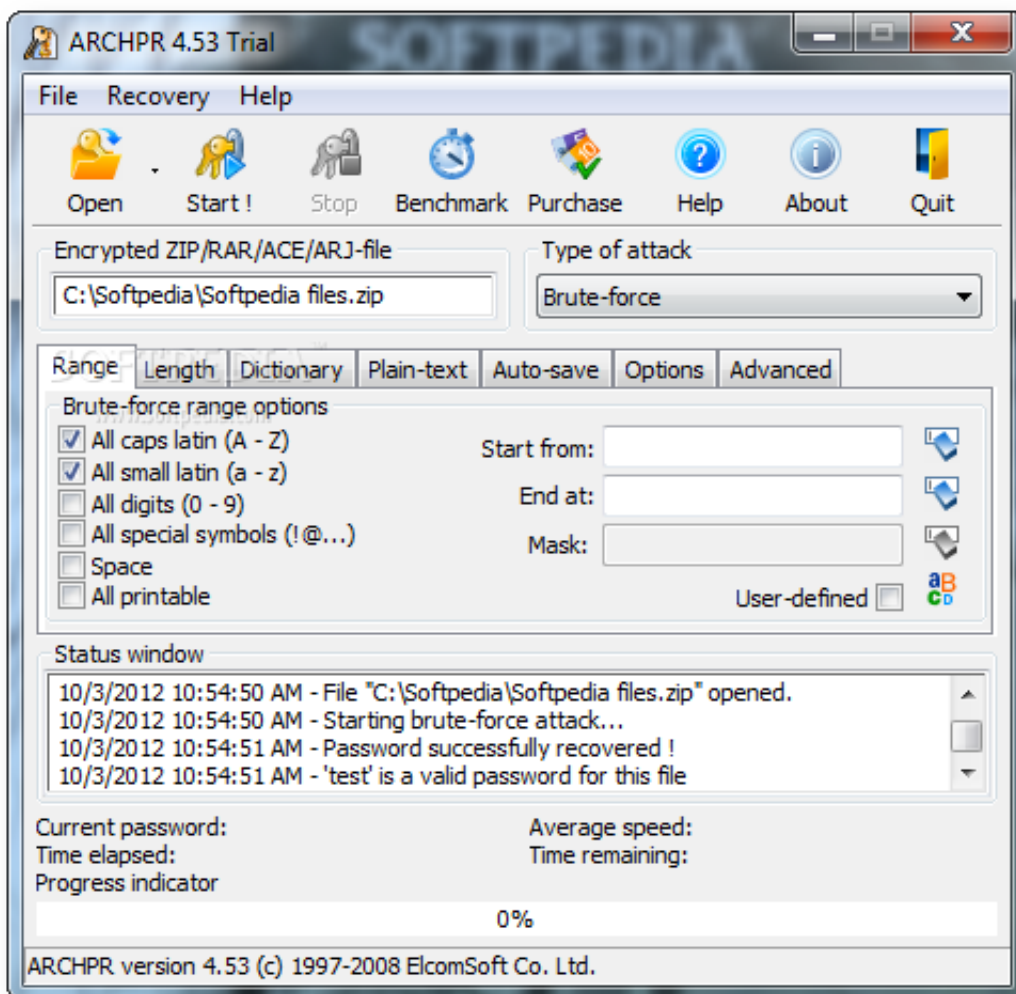 SOFTPEDIA
ARCHPR 4.53 Trial
File Recovery Help
Open Start ! Stop Benchmark Purchase Help About Quit
Encrypted ZIP/RAR/ACE/ARJ-file Type of attack
C:\Softpedia\Softpedia files.zip Brute-force
SOFTPEDIA
Range Length Dictionary Plain-text Auto-save Options Advanced
Brute-force range options
www.softpedia.com
All caps latin (A - Z) Start from:
All small latin (a - z)
All digits (0 - 9) End at:
All special symbols (!@...) Mask:
Space
All printable User-defined
Status window
10/3/2012 10:54:50 AM - File "C:\Softpedia\Softpedia files.zip" opened.
10/3/2012 10:54:50 AM - Starting brute-force attack...
10/3/2012 10:54:51 AM - Password successfully recovered !
10/3/2012 10:54:51 AM - 'test' is a valid password for this file
Current password: Average speed:
Time elapsed: Time remaining:
Progress indicator
0%
ARCHPR version 4.53 (c) 1997-2008 ElcomSoft Co. Ltd.